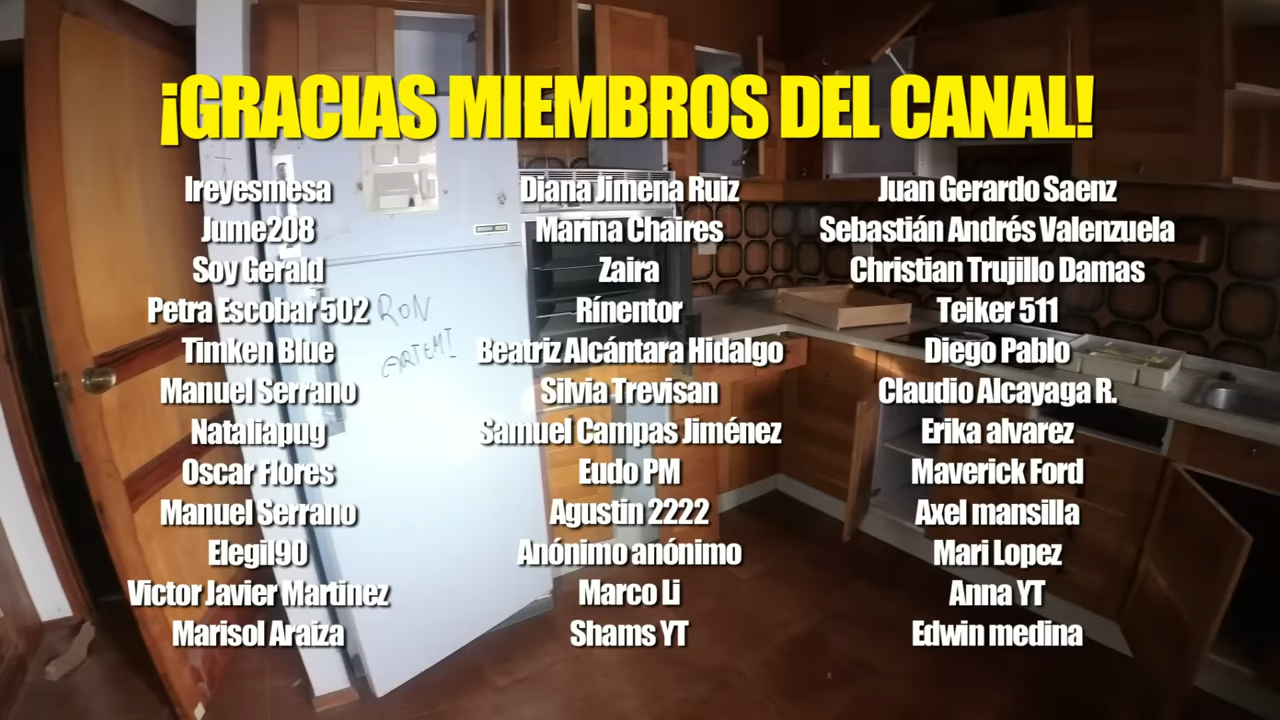 ¡GRACIAS MIEMBROS DEL CANAL!
Ireyesmesa
Jume208
Soy Gerald
Petra Escobar 502
Timken Blue
Manuel Serrano
Nataliapug
Oscar Flores
Manuel Serrano
Elegil90
Victor Javier Martinez
Marisol Araiza
Diana Jimena Ruiz
Marina Chaires
Zaira
Rínentor
Beatriz Alcántara Hidalgo
Silvia Trevisan
Samuel Campas Jiménez
Eudo PM
Agustin 2222
Anónimo anónimo
Marco Li
Shams YT
Juan Gerardo Saenz
Sebastián Andrés Valenzuela
Christian Trujillo Damas
Teiker 511
Diego Pablo
Claudio Alcayaga R.
Erika alvarez
Maverick Ford
Axel mansilla
Mari Lopez
Anna YT
Edwin medina
RON